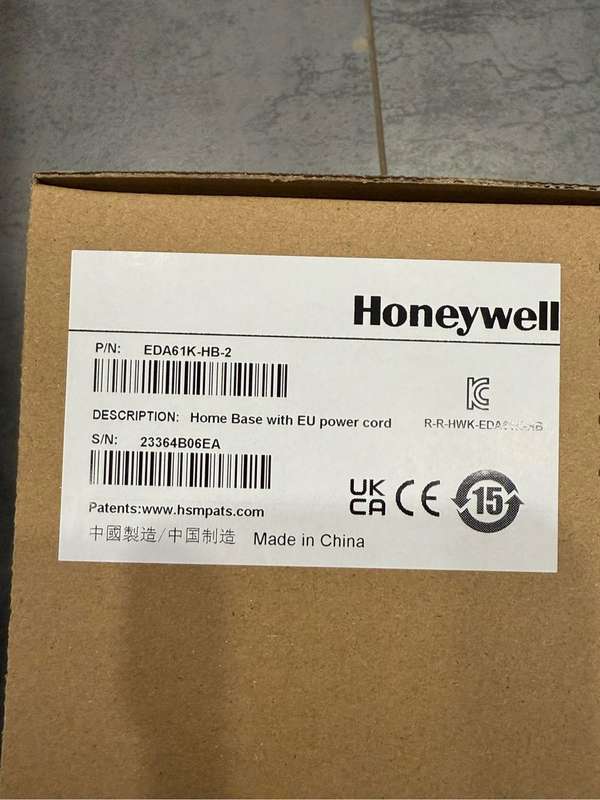 Honeywell
P/N: EDA61K-HB-2
DESCRIPTION: Home Base with EU power cord
R-R-HWK-
S/N: 23364B06EA
UK
CA CE 15
Patents:www.hsmpats.com
中國製造/中国制造 Made in China